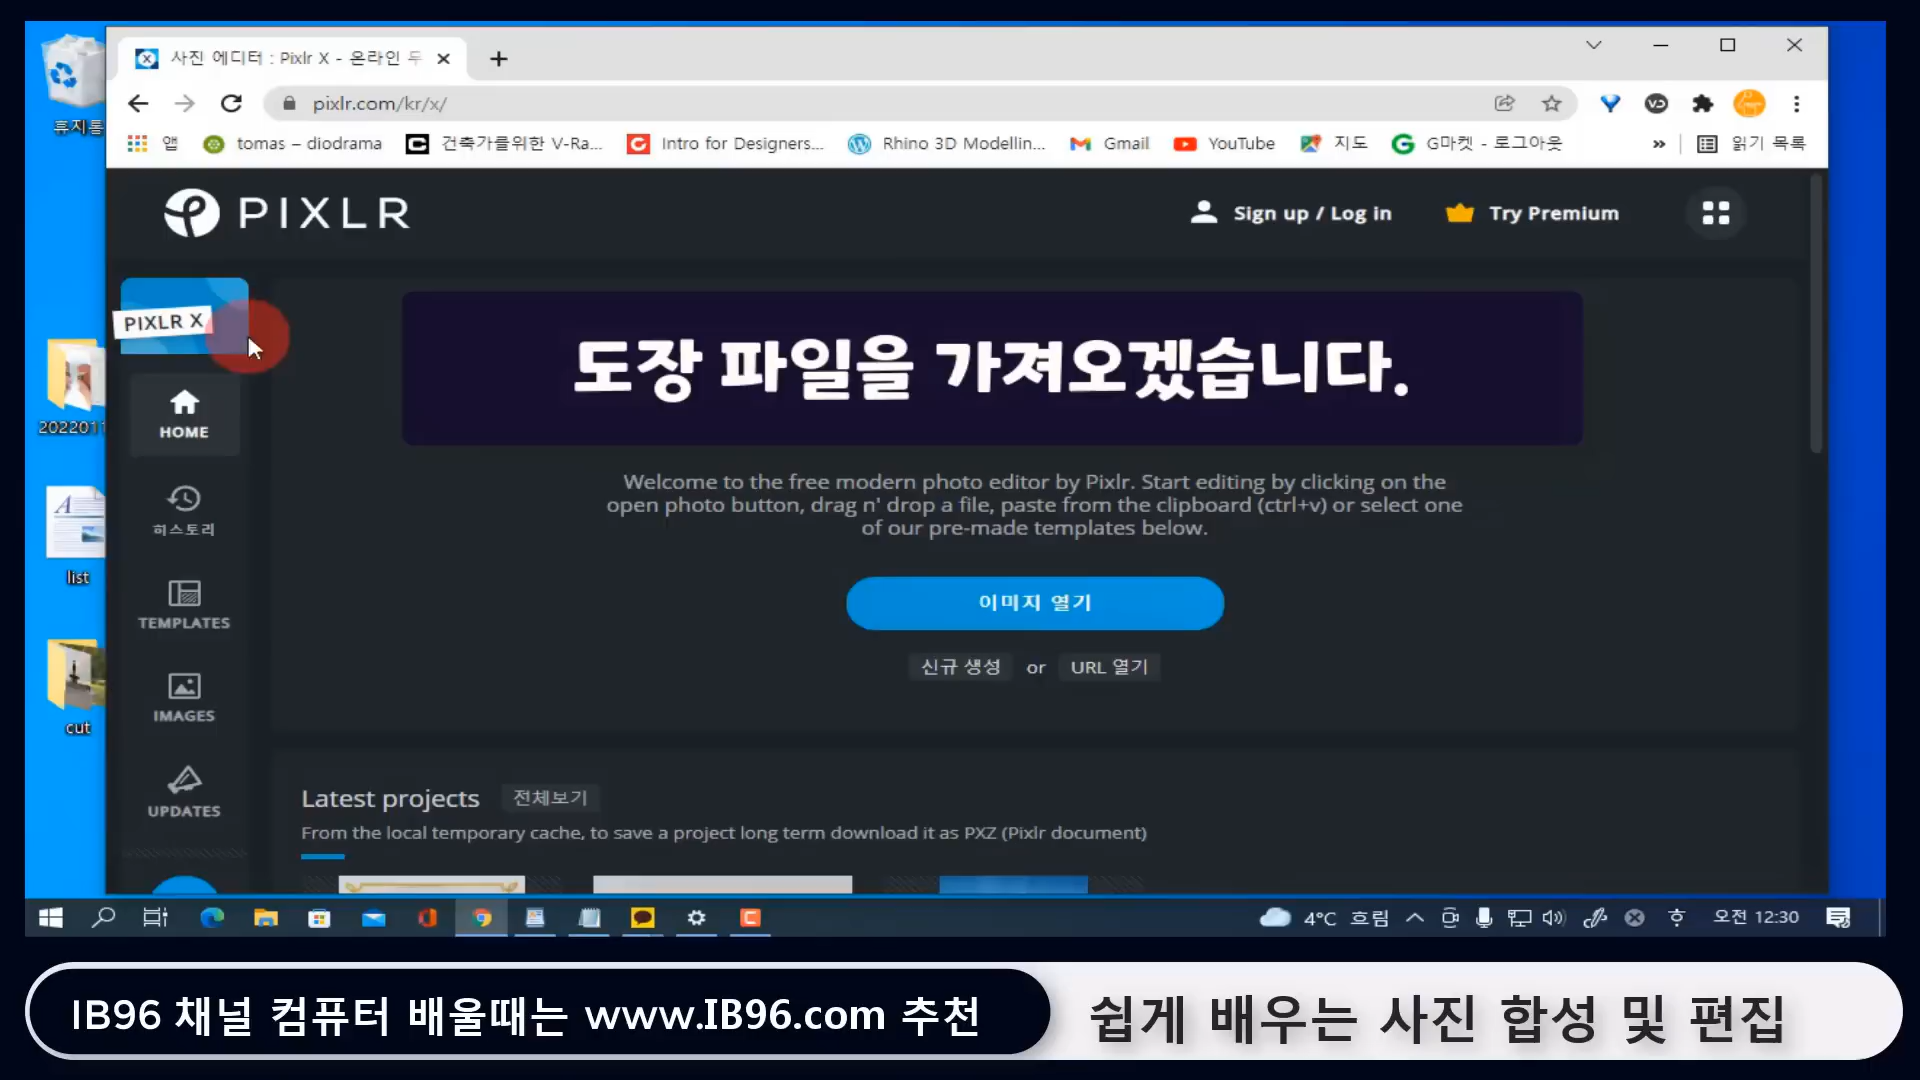 사진 에디터 : Pixlr X - 온라인 무
pixlr.com/kr/x/
앱
tomas – diodrama
건축가를위한 V-Ra...
Intro for Designers...
Rhino 3D Modellin...
Gmail
YouTube
지도
G마켓 - 로그아웃
»
읽기 목록
휴지통
PIXLR
Sign up / Log in
Try Premium
PIXLR X
도장 파일을 가져오겠습니다.
HOME
2022011
Welcome to the free modern photo editor by Pixlr. Start editing by clicking on the
open photo button, drag n' drop a file, paste from the clipboard (ctrl+v) or select one
of our pre-made templates below.
히스토리
list
이미지 열기
TEMPLATES
신규 생성 or URL 열기
IMAGES
cut
UPDATES
Latest projects 전체보기
From the local temporary cache, to save a project long term download it as PXZ (Pixlr document)
4°C 흐림
오전 12:30
IB96 채널 컴퓨터 배울때는 www.IB96.com 추천
쉽게 배우는 사진 합성 및 편집